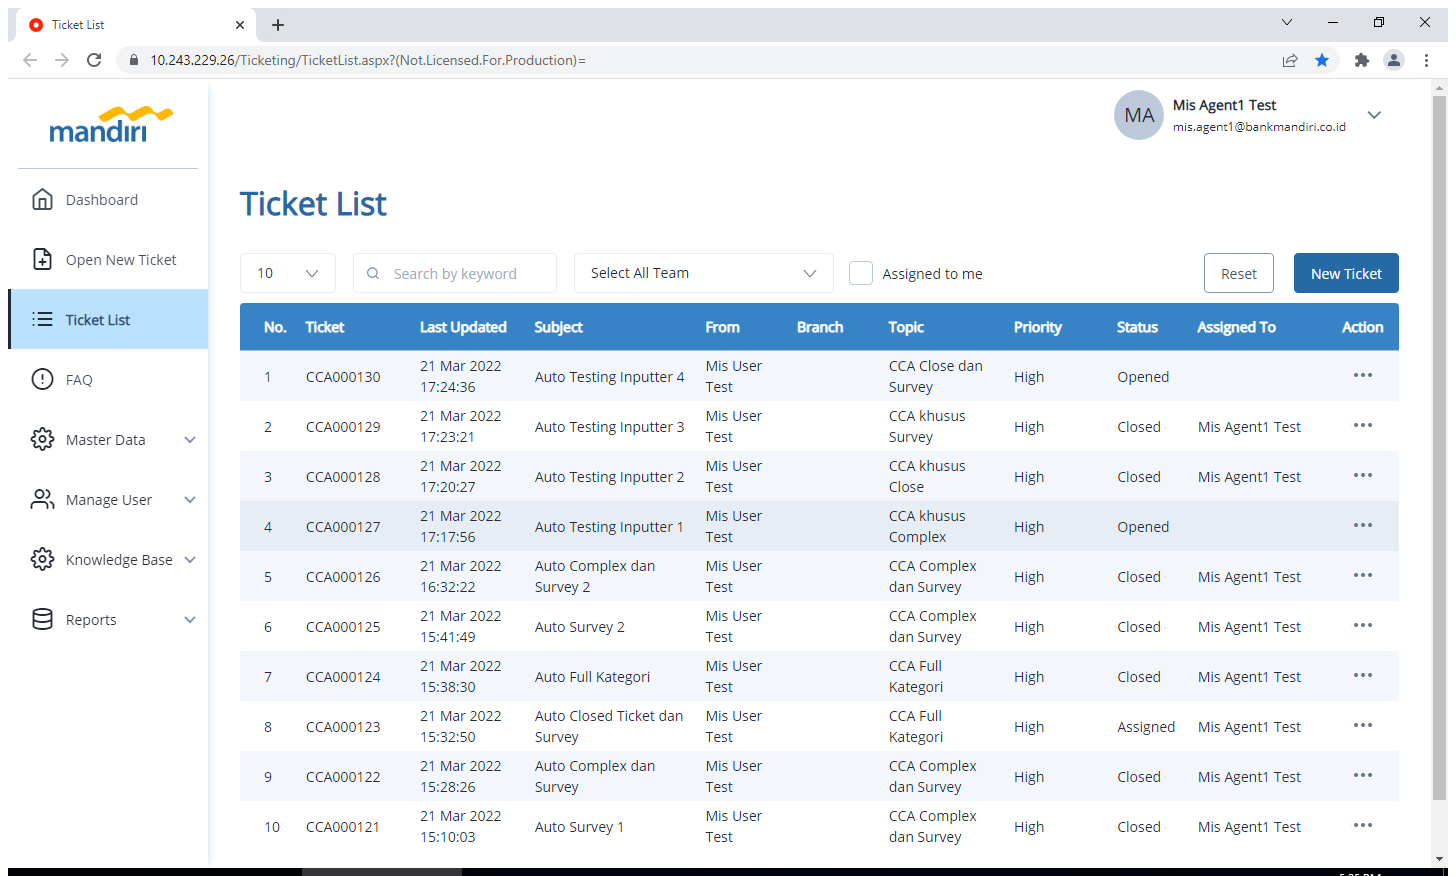 Ticket List
10.243.229.26/Ticketing/TicketList.aspx?(Not.Licensed.For.Production)=
mandiri
MA
Mis Agent1 Test
mis.agent1@bankmandiri.co.id
Dashboard
Open New Ticket
Ticket List
FAQ
Master Data
Manage User
Knowledge Base
Reports
Ticket List
10 Search by keyword Select All Team Assigned to me Reset New Ticket
No. Ticket Last Updated Subject From Branch Topic Priority Status Assigned To Action
1 CCA000130 21 Mar 2022 17:24:36 Auto Testing Inputter 4 Mis User Test CCA Close dan Survey High Opened
2 CCA000129 21 Mar 2022 17:23:21 Auto Testing Inputter 3 Mis User Test CCA khusus Survey High Closed Mis Agent1 Test
3 CCA000128 21 Mar 2022 17:20:27 Auto Testing Inputter 2 Mis User Test CCA khusus Close High Closed Mis Agent1 Test
4 CCA000127 21 Mar 2022 17:17:56 Auto Testing Inputter 1 Mis User Test CCA khusus Complex High Opened
5 CCA000126 21 Mar 2022 16:32:22 Auto Complex dan Survey 2 Mis User Test CCA Complex dan Survey High Closed Mis Agent1 Test
6 CCA000125 21 Mar 2022 15:41:49 Auto Survey 2 Mis User Test CCA Complex dan Survey High Closed Mis Agent1 Test
7 CCA000124 21 Mar 2022 15:38:30 Auto Full Kategori Mis User Test CCA Full Kategori High Closed Mis Agent1 Test
8 CCA000123 21 Mar 2022 15:32:50 Auto Closed Ticket dan Survey Mis User Test CCA Full Kategori High Assigned Mis Agent1 Test
9 CCA000122 21 Mar 2022 15:28:26 Auto Complex dan Survey Mis User Test CCA Complex dan Survey High Closed Mis Agent1 Test
10 CCA000121 21 Mar 2022 15:10:03 Auto Survey 1 Mis User Test CCA Complex dan Survey High Closed Mis Agent1 Test